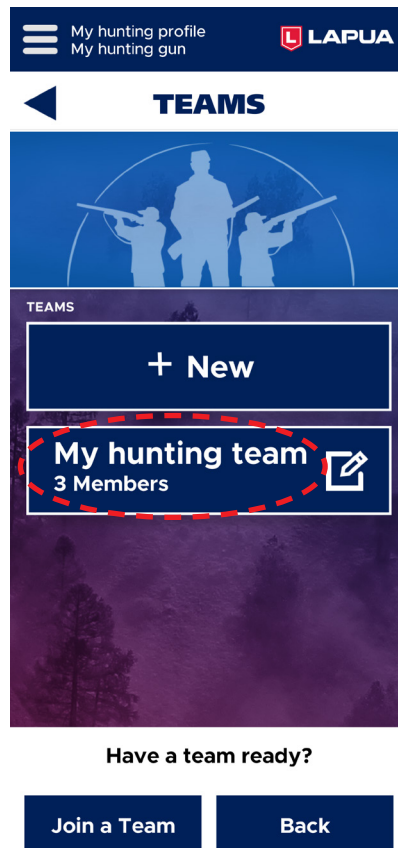 My hunting profile
My hunting gun
L LAPUA
TEAMS
TEAMS
+ New
My hunting team
3 Members
Have a team ready?
Join a Team
Back